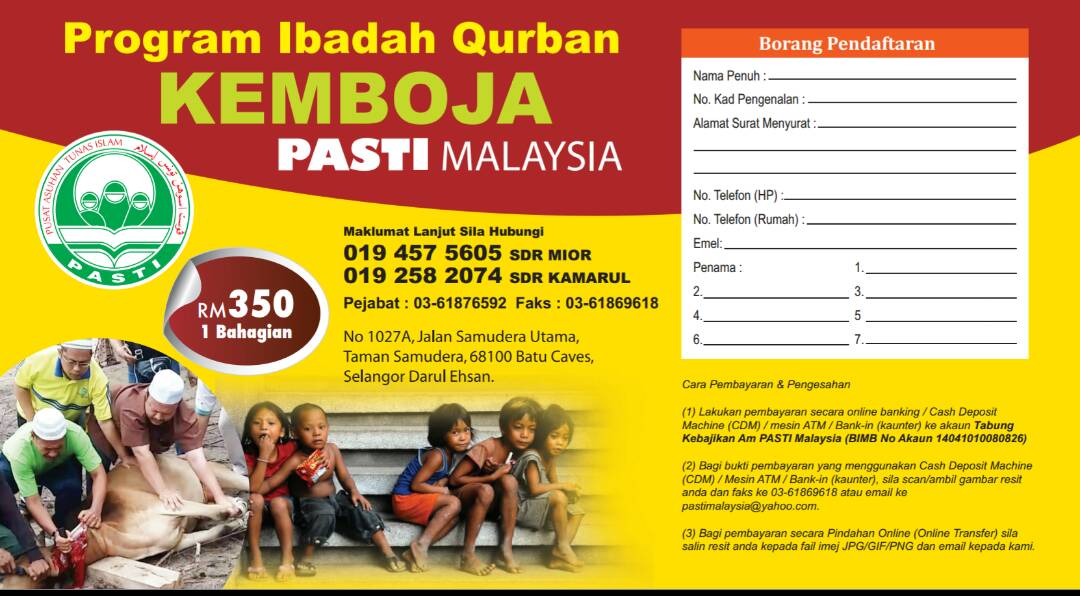 Program Ibadah Qurban
KEMBOJA
PASTI MALAYSIA
PUSAT ASUHAN TUNAS ISLAM
PASTI
Maklumat Lanjut Sila Hubungi
019 457 5605 SDR MIOR
019 258 2074 SDR KAMARUL
Pejabat : 03-61876592 Faks : 03-61869618
RM350
1 Bahagian
No 1027A, Jalan Samudera Utama,
Taman Samudera, 68100 Batu Caves,
Selangor Darul Ehsan.
Borang Pendaftaran
Nama Penuh :
No. Kad Pengenalan :
Alamat Surat Menyurat :
No. Telefon (HP) :
No. Telefon (Rumah) :
Emel:
Penama : 1.
2. 3.
4. 5
6. 7.
Cara Pembayaran & Pengesahan
(1) Lakukan pembayaran secara online banking / Cash Deposit
Machine (CDM) / mesin ATM / Bank-in (kaunter) ke akaun Tabung
Kebajikan Am PASTI Malaysia (BIMB No Akaun 14041010080826)
(2) Bagi bukti pembayaran yang menggunakan Cash Deposit Machine
(CDM) / Mesin ATM / Bank-in (kaunter), sila scan/ambil gambar resit
anda dan faks ke 03-61869618 atau email ke
pastimalaysia@yahoo.com.
(3) Bagi pembayaran secara Pindahan Online (Online Transfer) sila
salin resit anda kepada fail imej JPG/GIF/PNG dan email kepada kami.